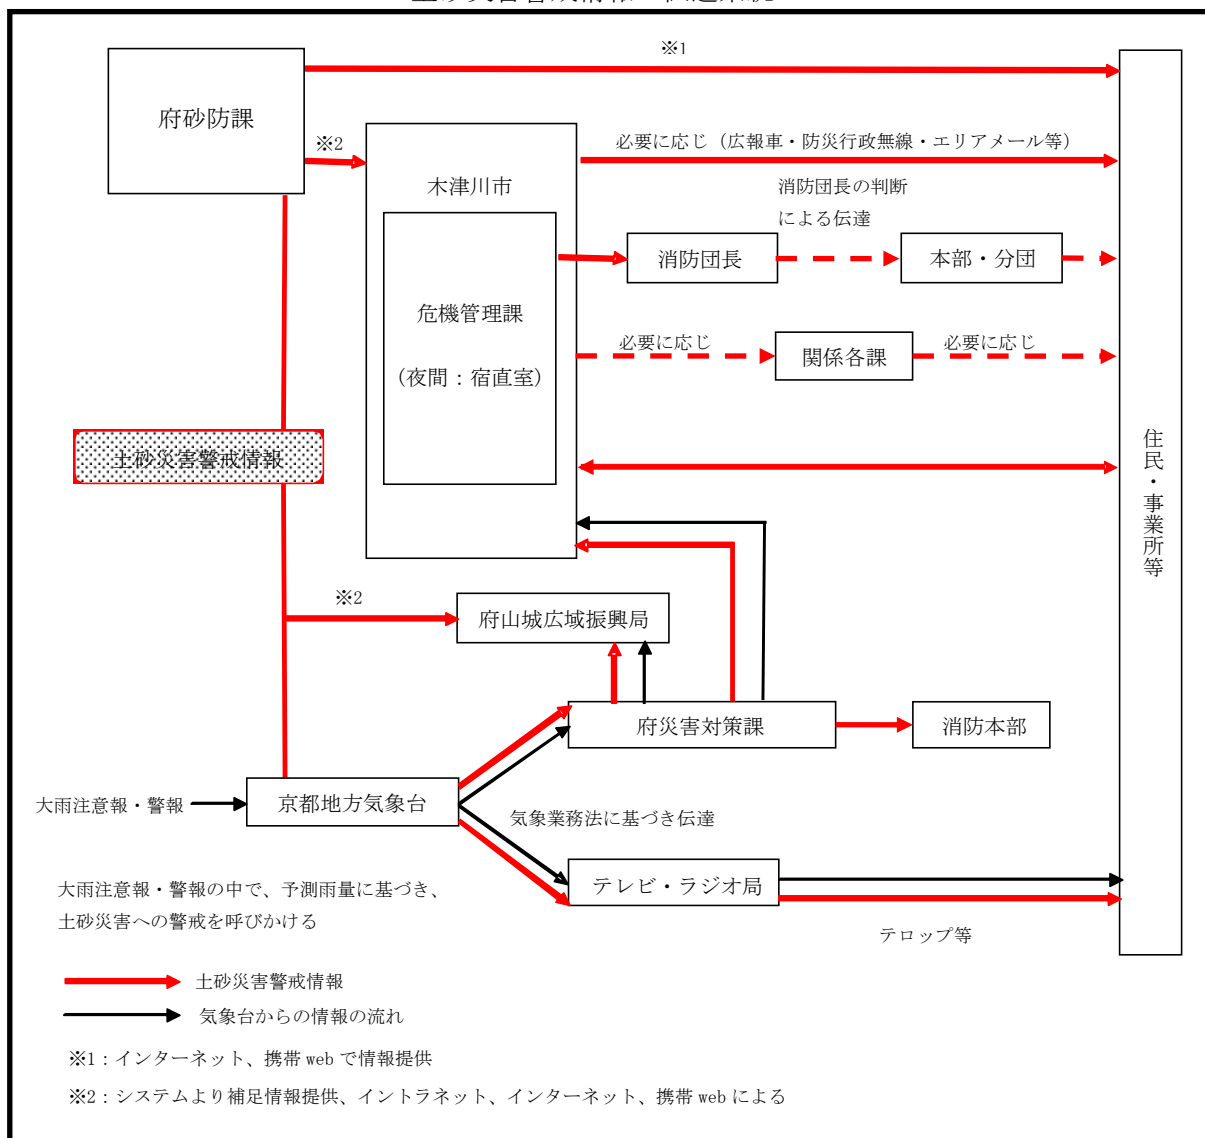 ※1
府砂防課
※2
必要に応じ（広報車・防災行政無線・エリアメール等）
木津川市
消防団長の判断
による伝達
消防団長
本部・分団
危機管理課
（夜間：宿直室）
必要に応じ
関係各課
必要に応じ
土砂災害警戒情報
住民・事業所等
※2
府山城広域振興局
府災害対策課
消防本部
大雨注意報・警報
京都地方気象台
気象業務法に基づき伝達
テレビ・ラジオ局
大雨注意報・警報の中で、予測雨量に基づき、
土砂災害への警戒を呼びかける
テロップ等
土砂災害警戒情報
気象台からの情報の流れ
※1：インターネット、携帯 web で情報提供
※2：システムより補足情報提供、イントラネット、インターネット、携帯 web による